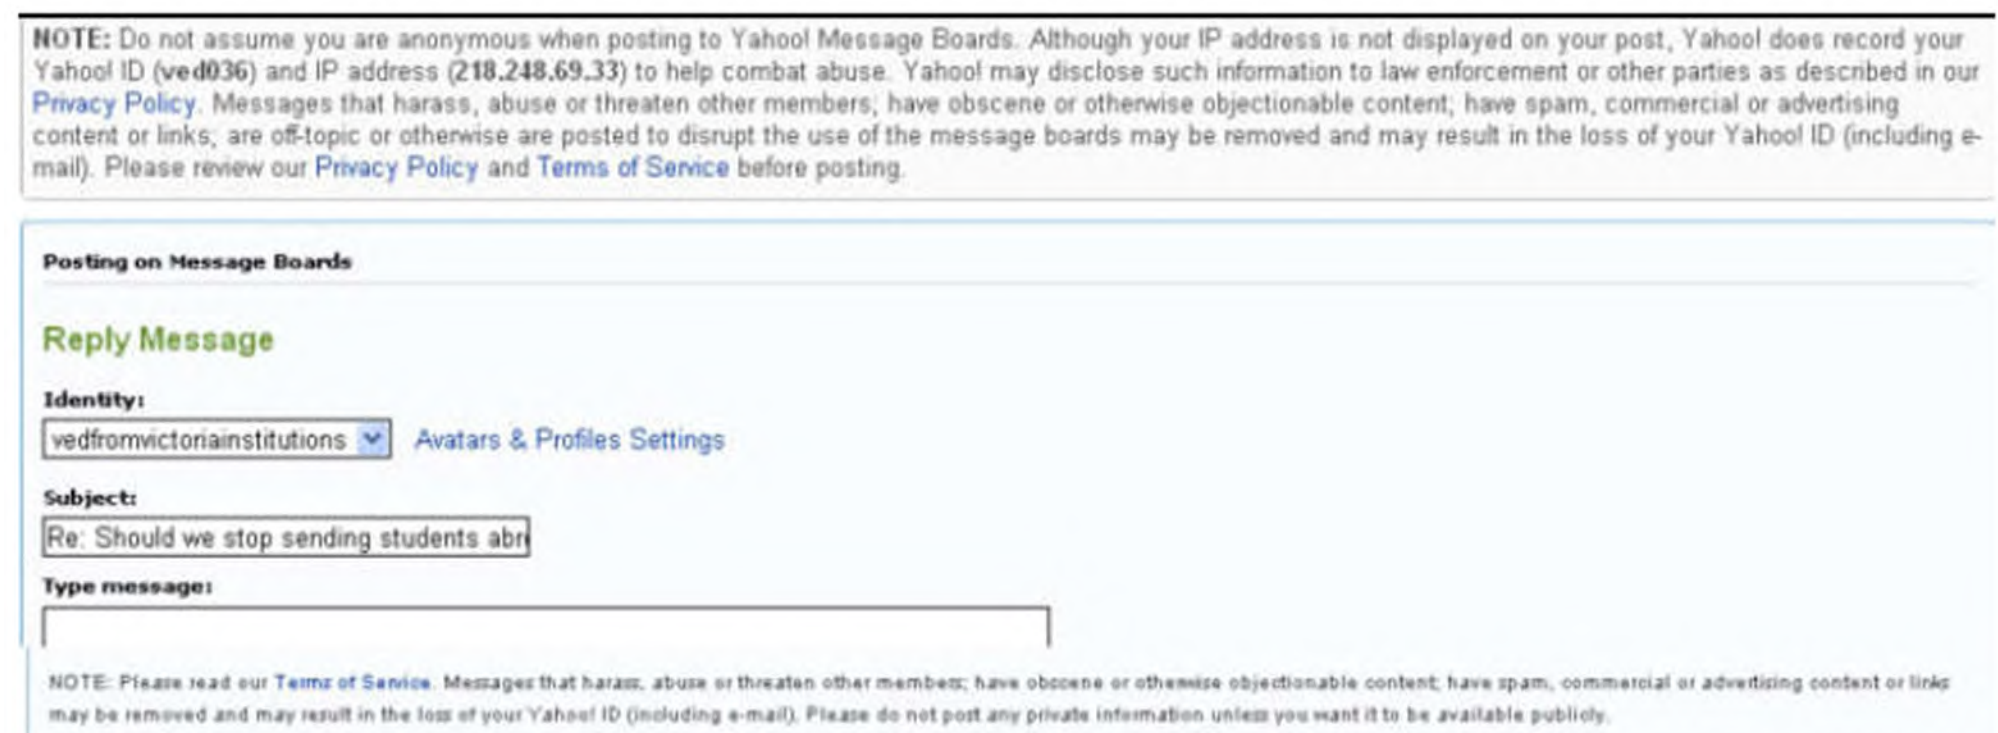 NOTE: Do not assume you are anonymous when posting to Yahoo! Message Boards. Although your IP address is not displayed on your post, Yahoo! does record your
Yahoo! ID (ved036) and IP address (218.248.69.33) to help combat abuse. Yahoo! may disclose such information to law enforcement or other parties as described in our
Privacy Policy. Messages that harass, abuse or threaten other members; have obscene or otherwise objectionable content; have spam, commercial or advertising
content or links; are off-topic or otherwise are posted to disrupt the use of the message boards may be removed and may result in the loss of your Yahoo! ID (including e-
mail). Please review our Privacy Policy and Terms of Service before posting.
Posting on Message Boards
Reply Message
Identity:
vedfromvictoriainstitutions Avatars & Profiles Settings
Subject:
Re: Should we stop sending students abr
Type message:
NOTE: Please read our Terms of Service. Messages that harass, abuse or threaten other members; have obscene or otherwise objectionable content; have spam, commercial or advertising content or links
may be removed and may result in the loss of your Yahoo! ID (including e-mail). Please do not post any private information unless you want it to be available publicly.